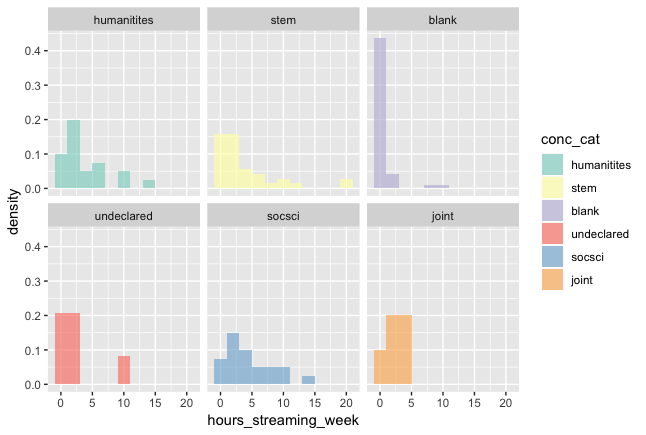 humanitites stem blank
0.4
0.3
0.2
0.1
0.0
undeclared socsci joint
0.4
0.3
0.2
0.1
0.0
0 5 10 15 20 0 5 10 15 20 0 5 10 15 20
hours_streaming_week
density
conc_cat
humanitites
stem
blank
undeclared
socsci
joint